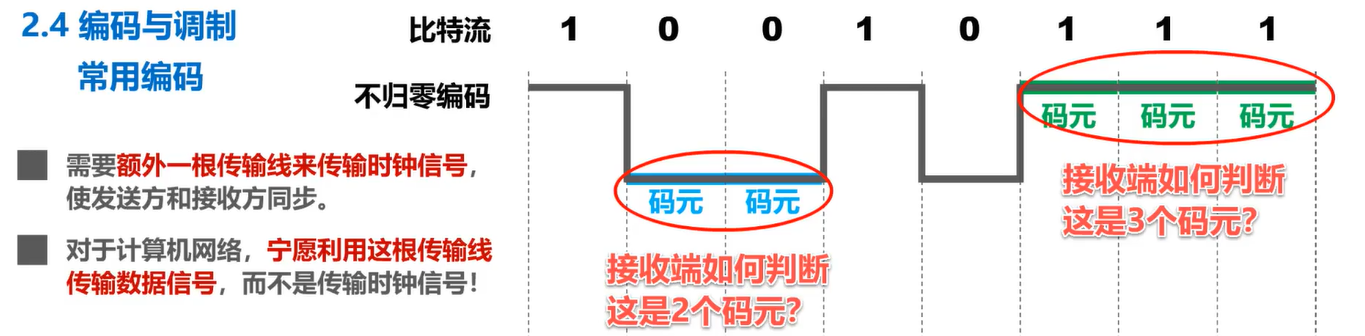 2.4 编码与调制
常用编码
比特流 1 0 0 1 0 1 1 1
不归零编码
码元 码元 码元
需要额外一根传输线来传输时钟信号，
使发送方和接收方同步。
码元 码元
接收端如何判断
这是3个码元？
对于计算机网络，宁愿利用这根传输线
传输数据信号，而不是传输时钟信号！
接收端如何判断
这是2个码元？